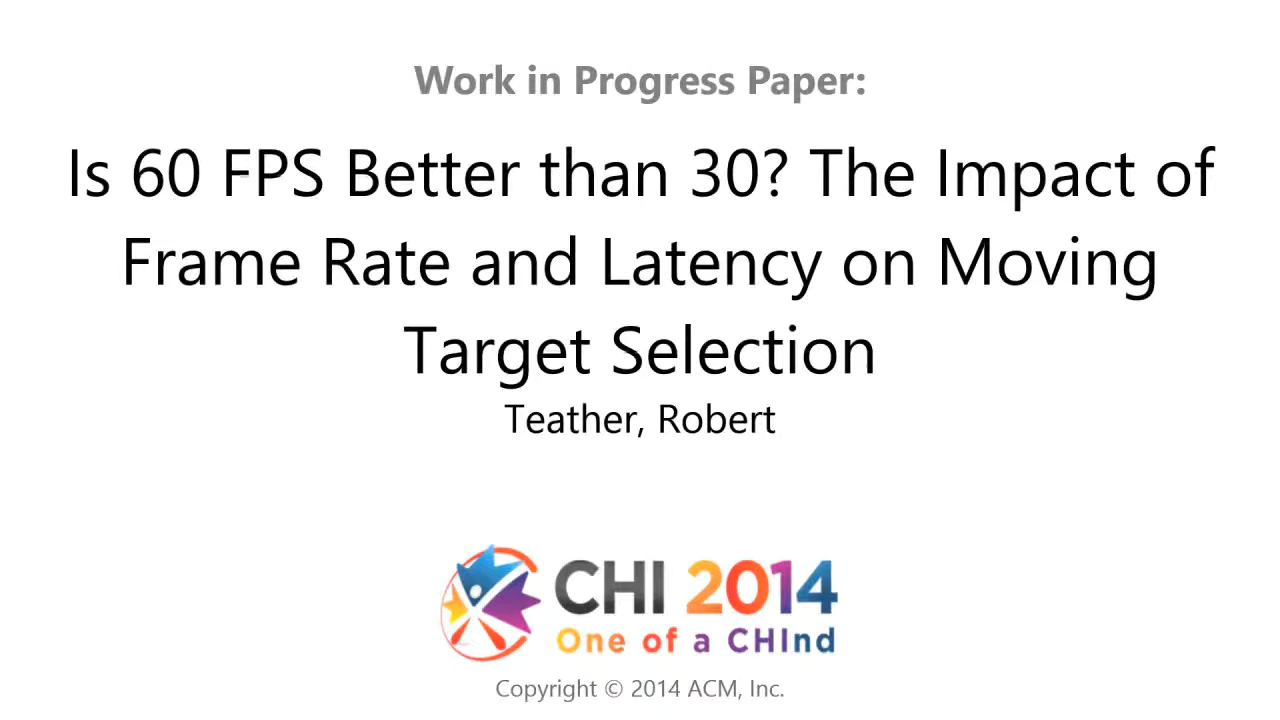 Work in Progress Paper:
Is 60 FPS Better than 30? The Impact of
Frame Rate and Latency on Moving
Target Selection
Teather, Robert
CHI 2014
One of a CHInd
Copyright © 2014 ACM, Inc.